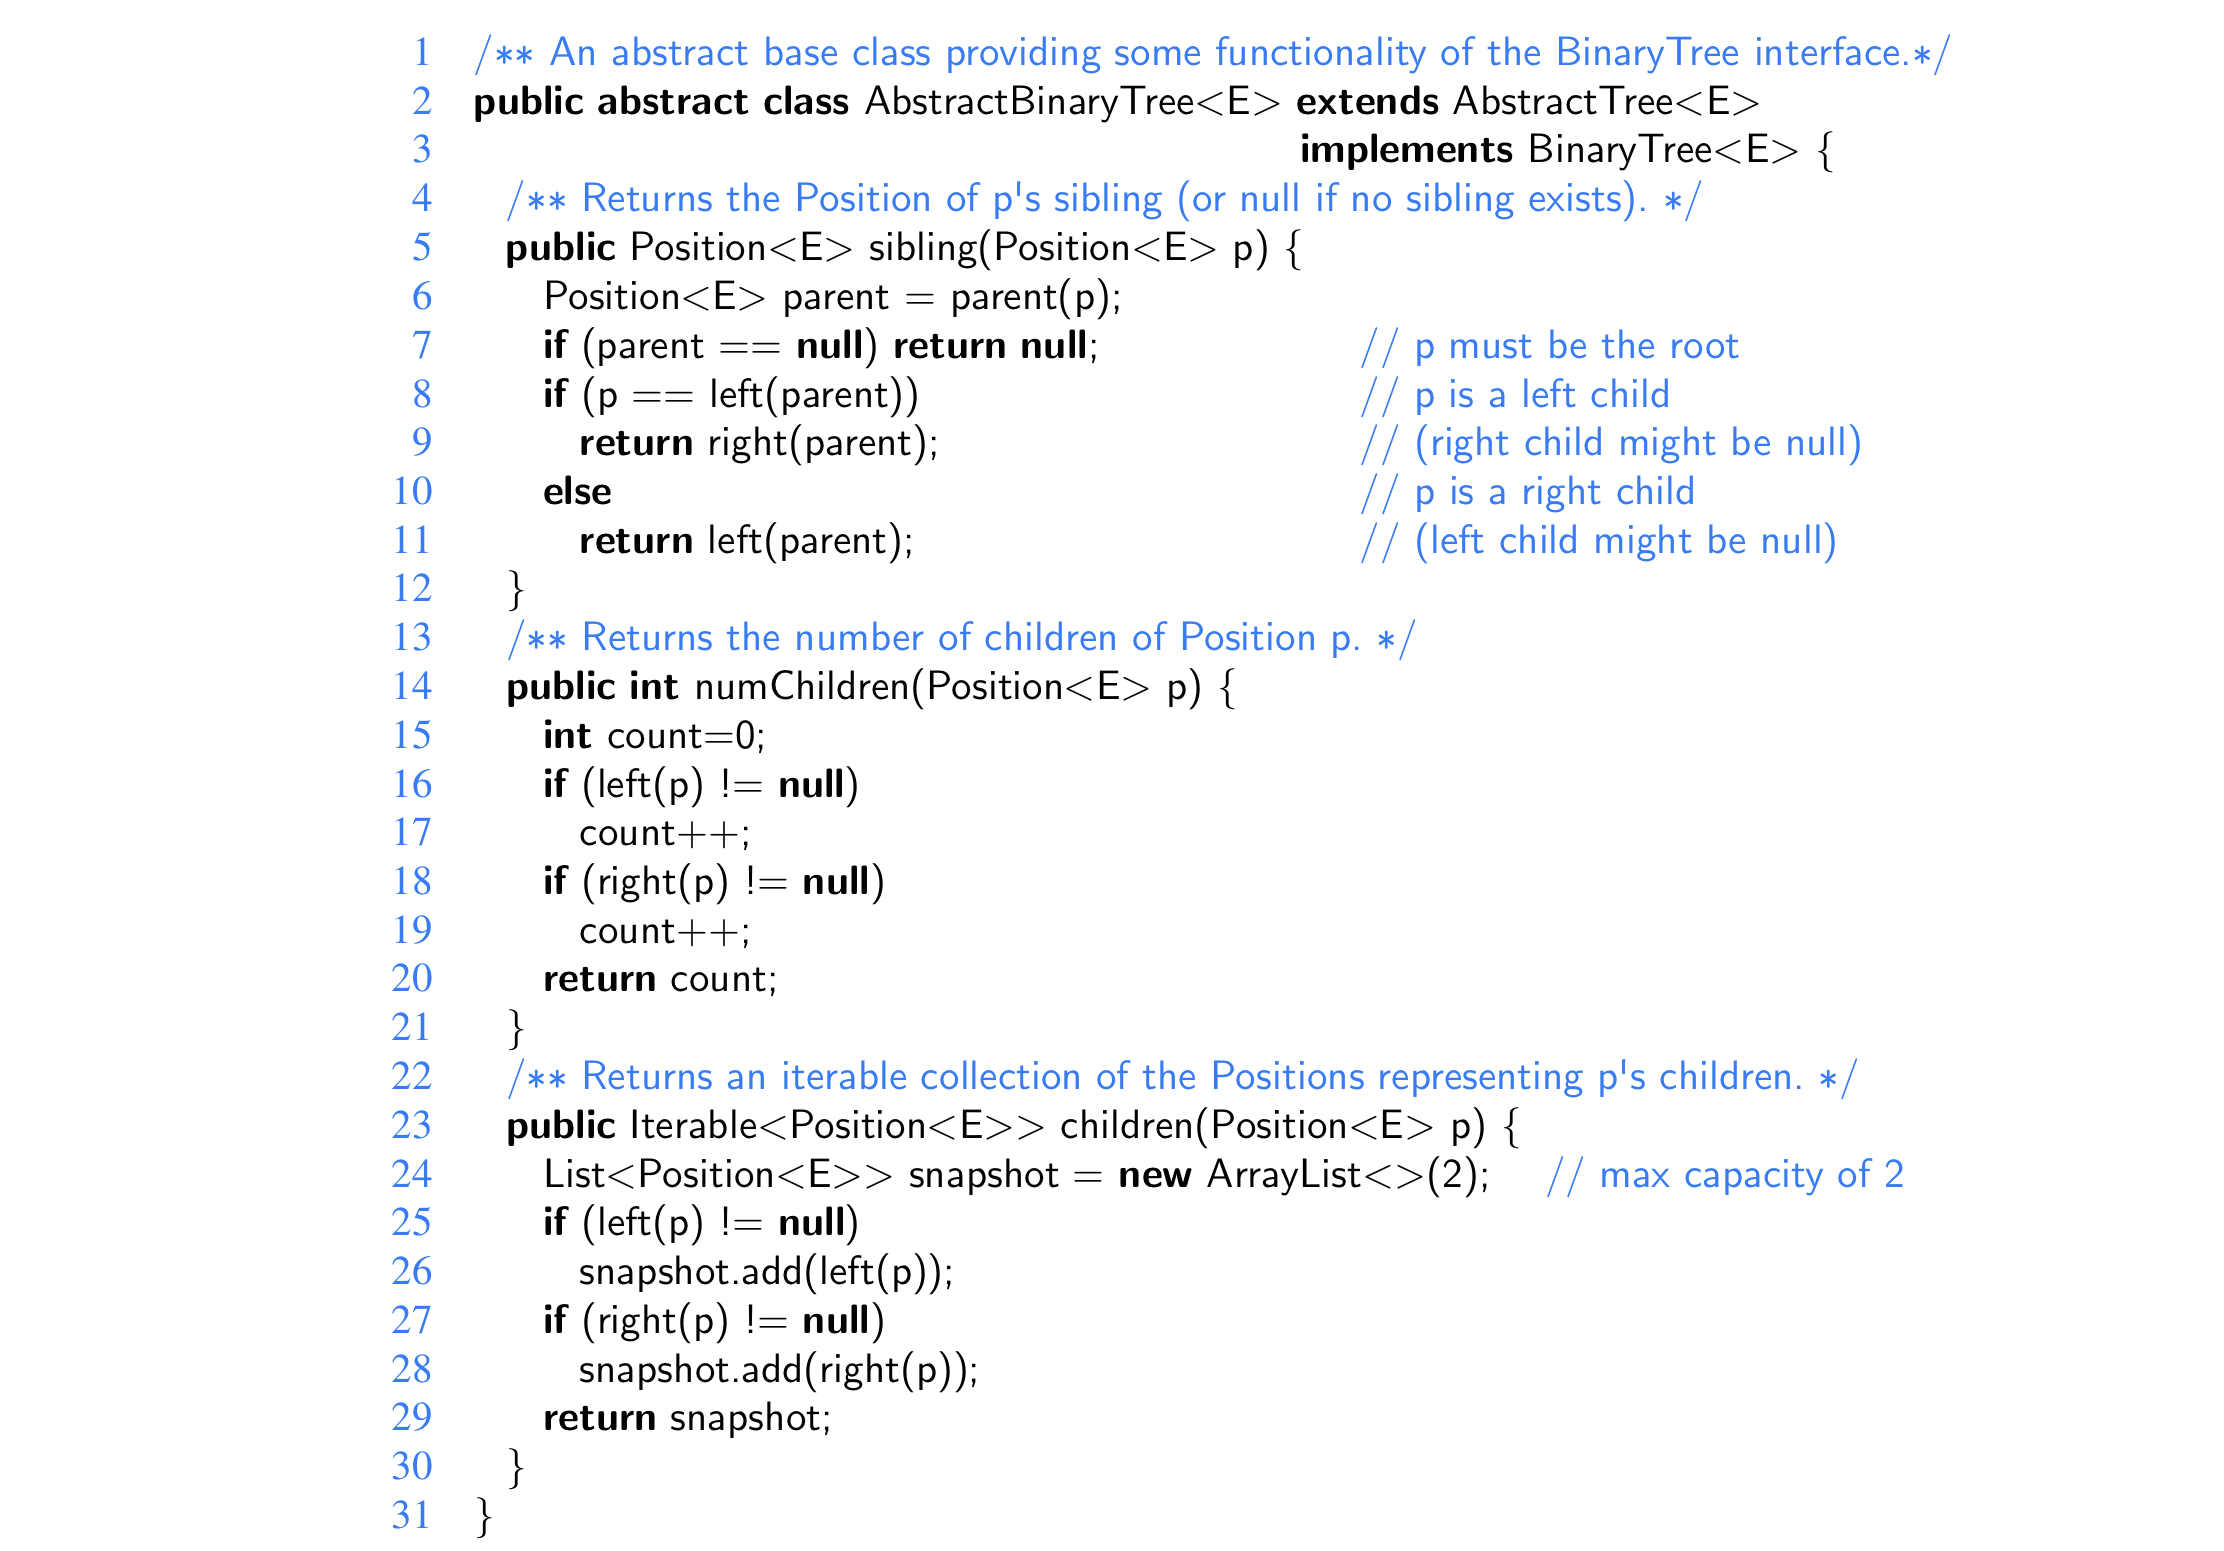 1 /** An abstract base class providing some functionality of the BinaryTree interface.*/
2 public abstract class AbstractBinaryTree<E> extends AbstractTree<E>
3 implements BinaryTree<E> {
4 /** Returns the Position of p's sibling (or null if no sibling exists). */
5 public Position<E> sibling(Position<E> p) {
6 Position<E> parent = parent(p);
7 if (parent == null) return null; // p must be the root
8 if (p == left(parent)) // p is a left child
9 return right(parent); // (right child might be null)
10 else // p is a right child
11 return left(parent); // (left child might be null)
12 }
13 /** Returns the number of children of Position p. */
14 public int numChildren(Position<E> p) {
15 int count=0;
16 if (left(p) != null)
17 count++;
18 if (right(p) != null)
19 count++;
20 return count;
21 }
22 /** Returns an iterable collection of the Positions representing p's children. */
23 public Iterable<Position<E>> children(Position<E> p) {
24 List<Position<E>> snapshot = new ArrayList<>(2); // max capacity of 2
25 if (left(p) != null)
26 snapshot.add(left(p));
27 if (right(p) != null)
28 snapshot.add(right(p));
29 return snapshot;
30 }
31 }